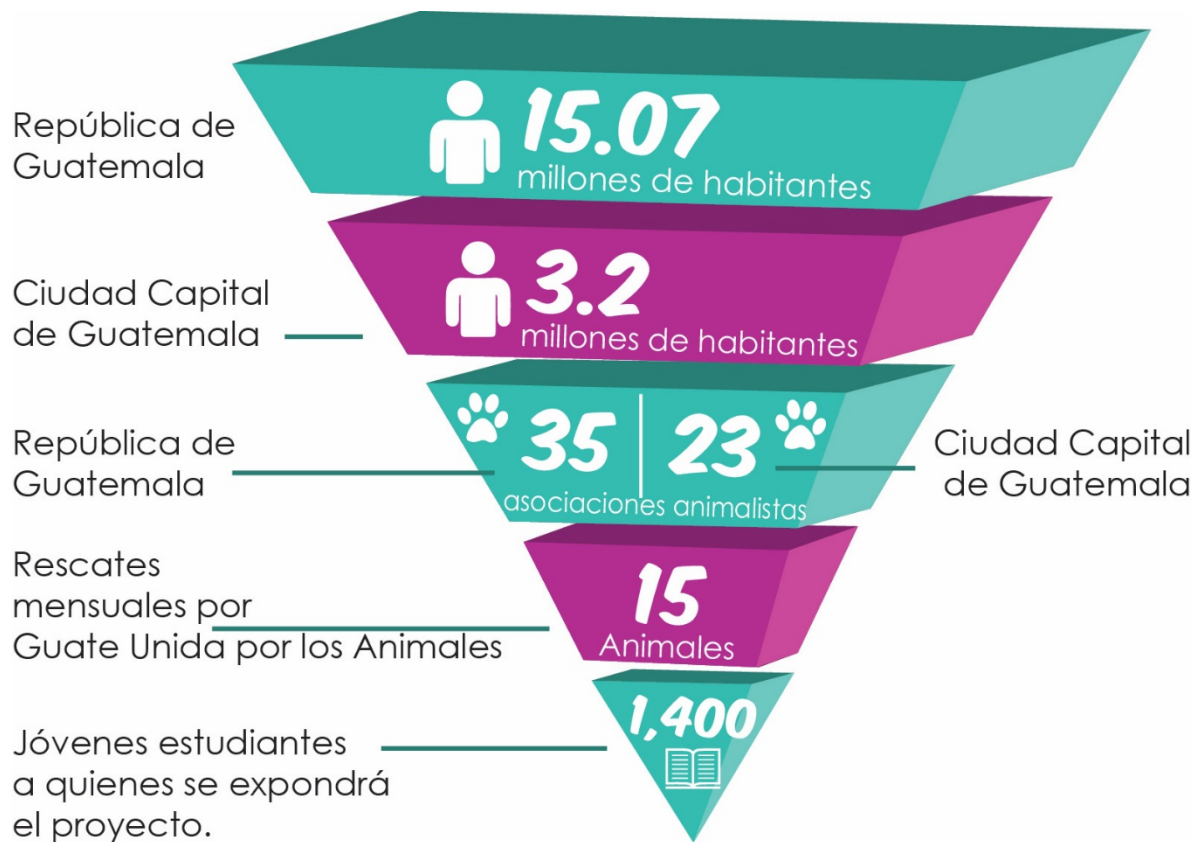 República de
Guatemala
15.07
millones de habitantes
Ciudad Capital
de Guatemala
3.2
millones de habitantes
República de
Guatemala
35
23
asociaciones animalistas
Ciudad Capital
de Guatemala
Rescates
mensuales por
Guate Unida por los Animales
15
Animales
Jóvenes estudiantes
a quienes se expondrá
el proyecto.
1,400